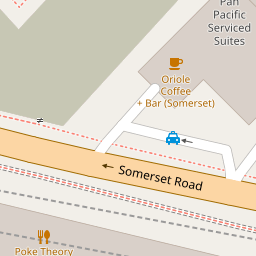 Pan
Pacific
Serviced
Suites
Oriole
Coffee
+ Bar (Somerset)
Somerset Road
Poke Theory